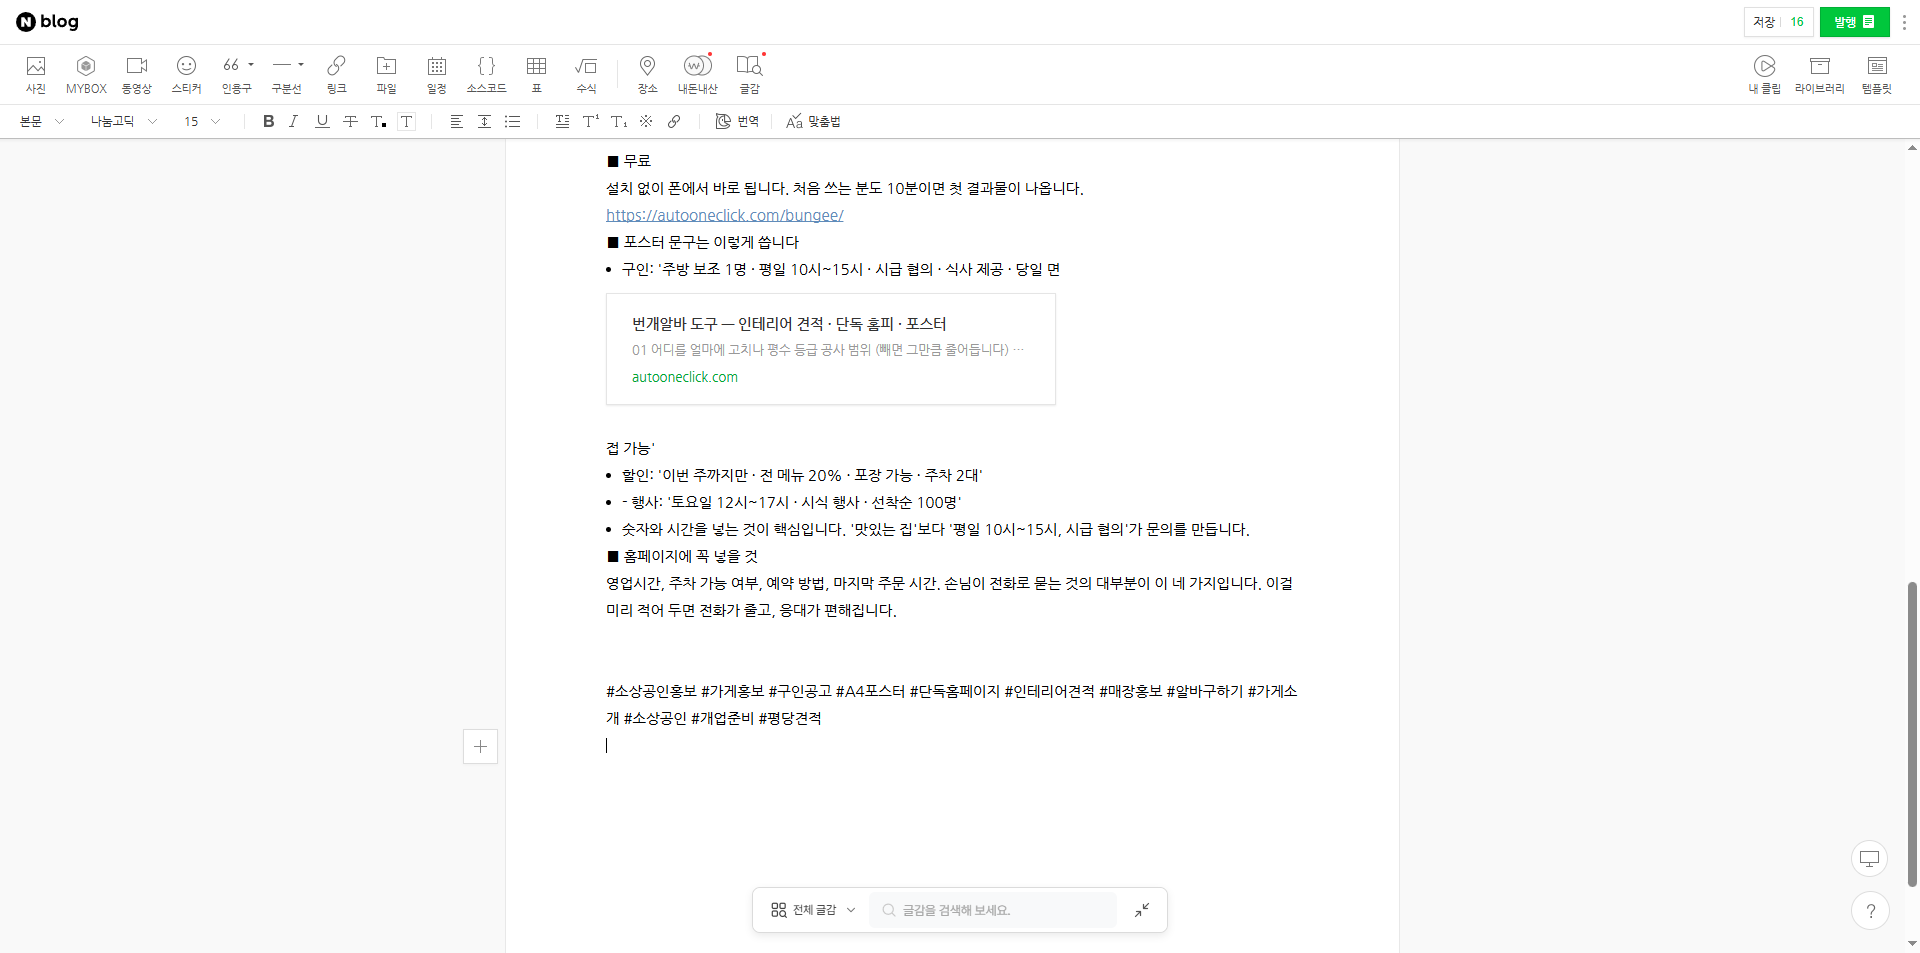 blog
저장 16
발행
사진 MYBOX 동영상 스티커 인용구 구분선 링크 파일 일정 소스코드 표 수식 장소 내돈내산 글감 내 클립 라이브러리 템플릿
본문 나눔고딕 15 번역 맞춤법
■ 무료
설치 없이 폰에서 바로 됩니다. 처음 쓰는 분도 10분이면 첫 결과물이 나옵니다.
https://autooneclick.com/bungee/
■ 포스터 문구는 이렇게 씁니다
• 구인: '주방 보조 1명 · 평일 10시~15시 · 시급 협의 · 식사 제공 · 당일 면
번개알바 도구 — 인테리어 견적 · 단독 홈피 · 포스터
01 어디를 얼마에 고치나 평수 등급 공사 범위 (빼면 그만큼 줄어듭니다) ···
autooneclick.com
접 가능'
• 할인: '이번 주까지만 · 전 메뉴 20% · 포장 가능 · 주차 2대'
• - 행사: '토요일 12시~17시 · 시식 행사 · 선착순 100명'
• 숫자와 시간을 넣는 것이 핵심입니다. '맛있는 집'보다 '평일 10시~15시, 시급 협의'가 문의를 만듭니다.
■ 홈페이지에 꼭 넣을 것
영업시간, 주차 가능 여부, 예약 방법, 마지막 주문 시간. 손님이 전화로 묻는 것의 대부분이 이 네 가지입니다. 이걸
미리 적어 두면 전화가 줄고, 응대가 편해집니다.
#소상공인홍보 #가게홍보 #구인공고 #A4포스터 #단독홈페이지 #인테리어견적 #매장홍보 #알바구하기 #가게소
개 #소상공인 #개업준비 #평당견적
전체 글감 글감을 검색해 보세요.